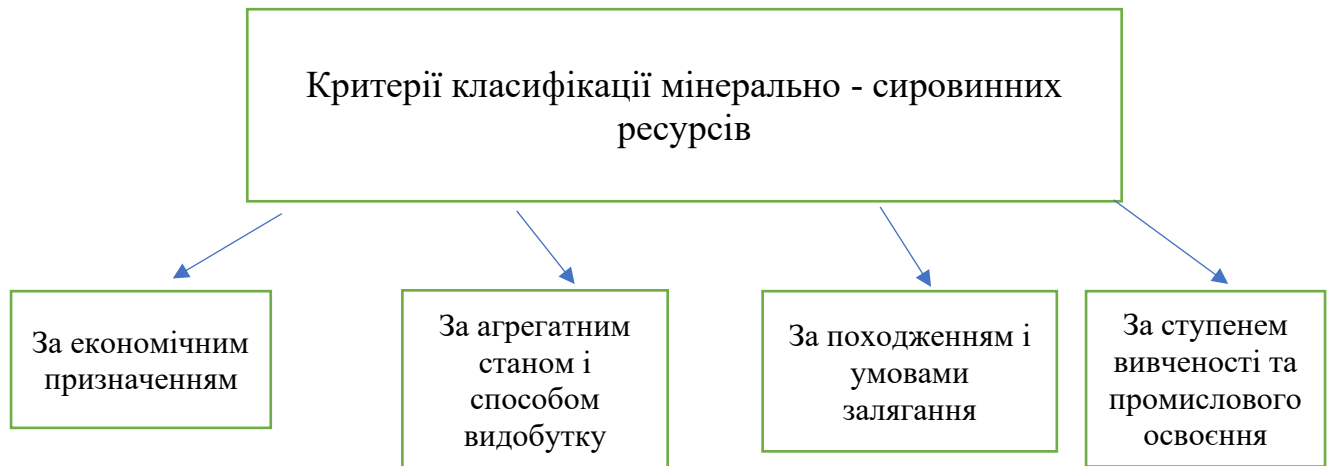 Критерії класифікації мінерально - сировинних
ресурсів
За економічним
призначенням
За агрегатним
станом і
способом
видобутку
За походженням і
умовами
залягання
За ступенем
вивченості та
промислового
освоєння